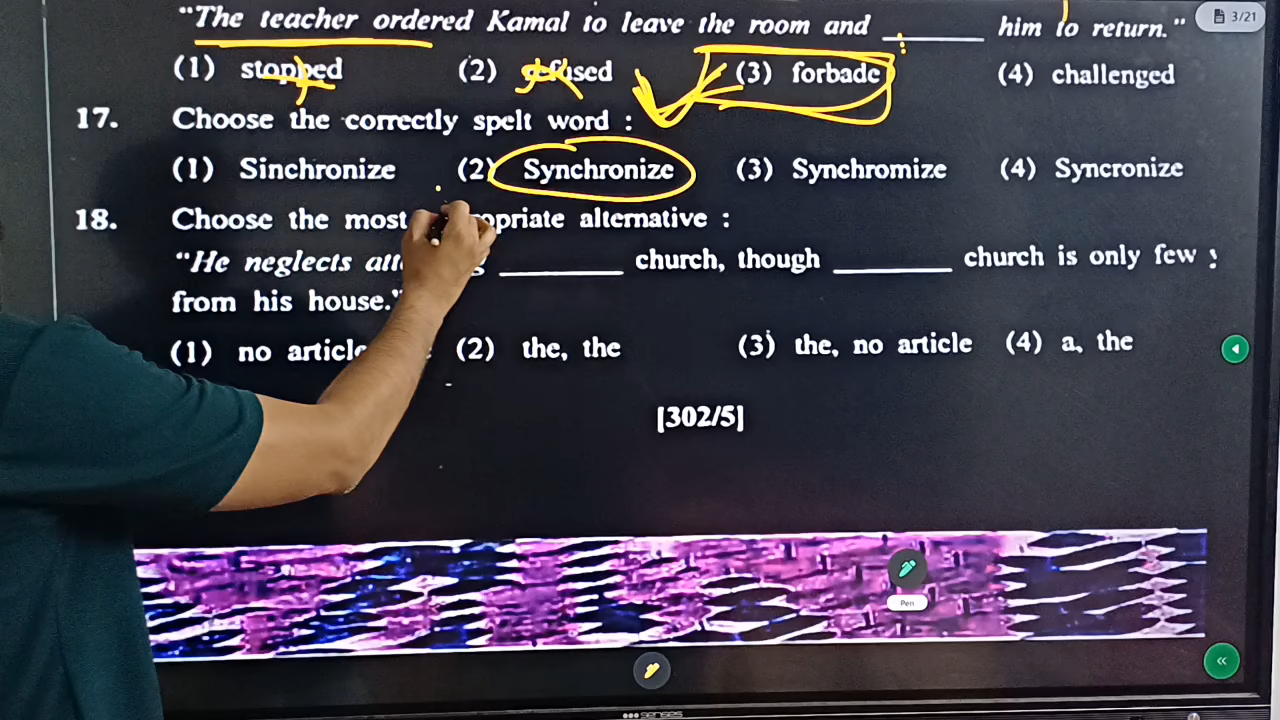 3/21
"The teacher ordered Kamal to leave the room and ________ him to return."
(1) stopped (2) refused (3) forbade (4) challenged
17. Choose the correctly spelt word :
(1) Sinchronize (2) Synchronize (3) Synchromize (4) Syncronize
18. Choose the most opriate alternative :
"He neglects att g ________ church, though ________ church is only few
from his house."
(1) no article (2) the, the (3) the, no article (4) a, the
[302/5]
Pen
senses